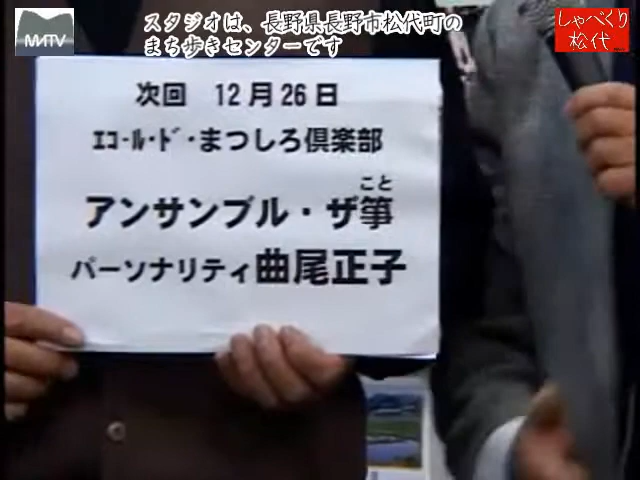 MATV
スタジオは、長野県長野市松代町の
まち歩きセンターです
しゃべくり
松代
次回 12月26日
ｴｺｰﾙ･ﾄﾞ･まつしろ倶楽部
こと
アンサンブル・ザ箏
パーソナリティ曲尾正子